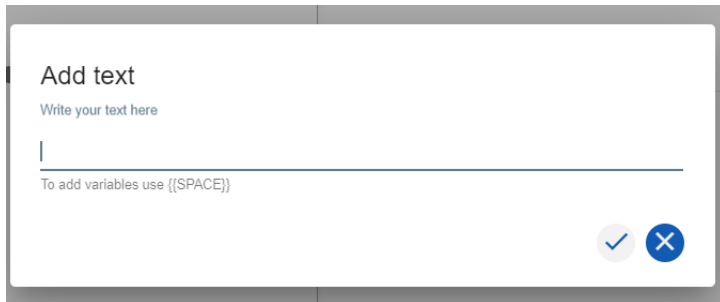 Add text
Write your text here
To add variables use {{SPACE}}